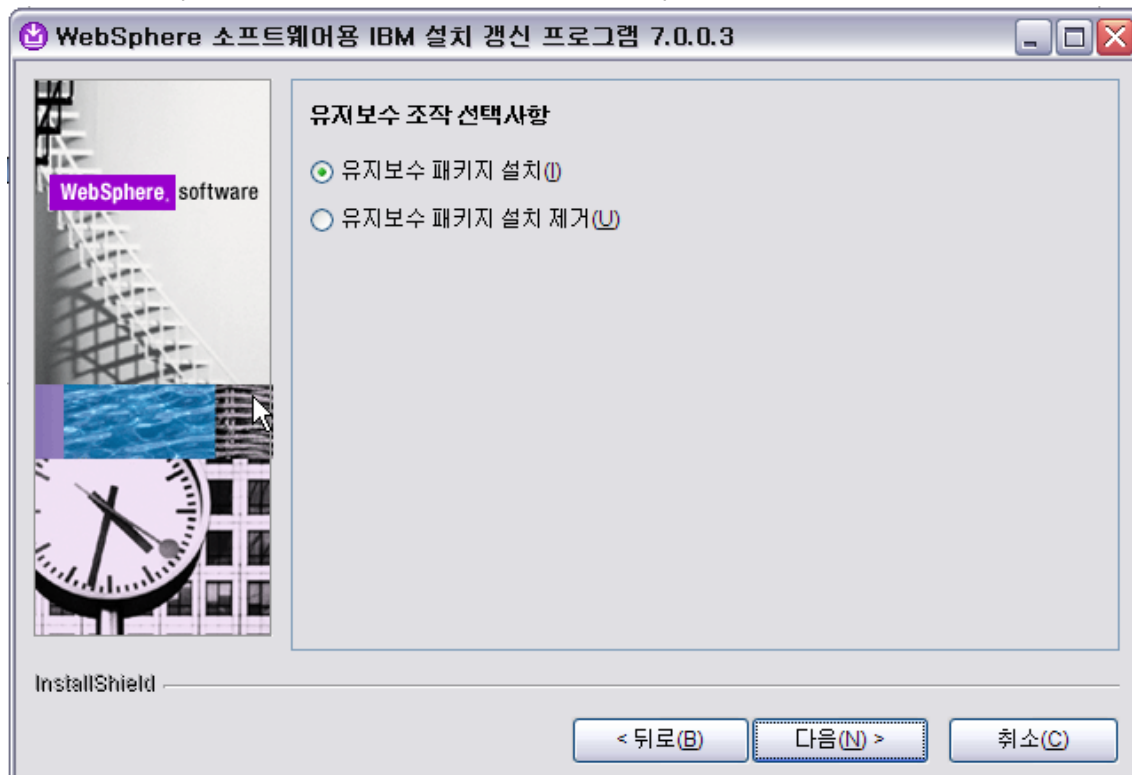 WebSphere 소프트웨어용 IBM 설치 갱신 프로그램 7.0.0.3
WebSphere. software
유지보수 조작 선택사항
유지보수 패키지 설치(I)
유지보수 패키지 설치 제거(U)
InstallShield
< 뒤로(B)
다음(N) >
취소(C)